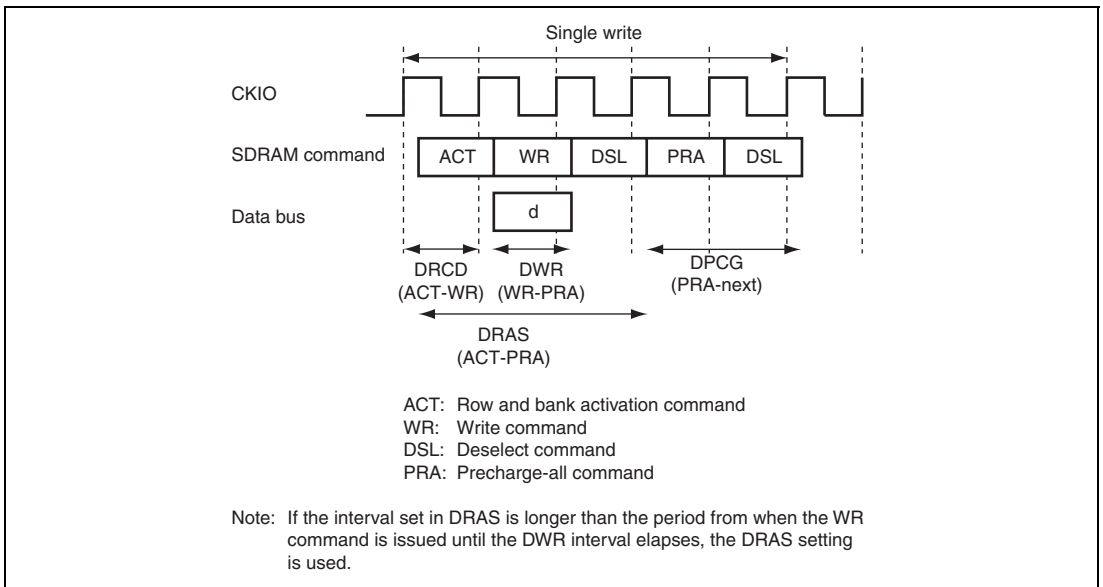 Single write
CKIO
SDRAM command ACT WR DSL PRA DSL
Data bus d
DRCD DWR DPCG
(ACT-WR) (WR-PRA) (PRA-next)
DRAS
(ACT-PRA)
ACT: Row and bank activation command
WR: Write command
DSL: Deselect command
PRA: Precharge-all command
Note: If the interval set in DRAS is longer than the period from when the WR
command is issued until the DWR interval elapses, the DRAS setting
is used.